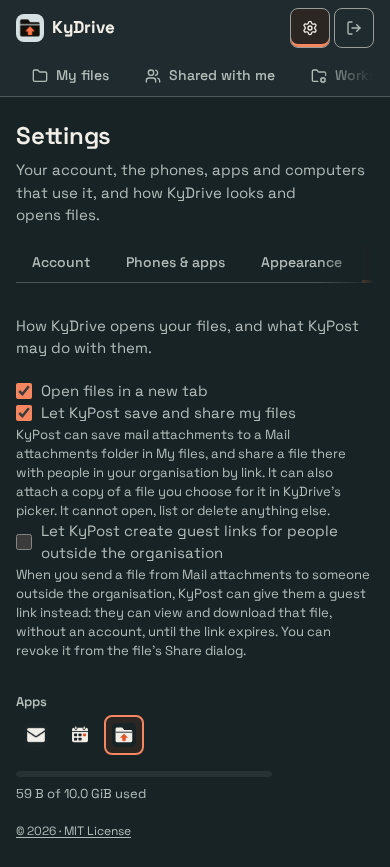 KyDrive
My files
Shared with me
Work
Settings
Your account, the phones, apps and computers
that use it, and how KyDrive looks and
opens files.
Account
Phones & apps
Appearance
How KyDrive opens your files, and what KyPost
may do with them.
Open files in a new tab
Let KyPost save and share my files
KyPost can save mail attachments to a Mail
attachments folder in My files, and share a file there
with people in your organisation by link. It can also
attach a copy of a file you choose for it in KyDrive's
picker. It cannot open, list or delete anything else.
Let KyPost create guest links for people
outside the organisation
When you send a file from Mail attachments to someone
outside the organisation, KyPost can give them a guest
link instead: they can view and download that file,
without an account, until the link expires. You can
revoke it from the file's Share dialog.
Apps
59 B of 10.0 GiB used
© 2026 · MIT License